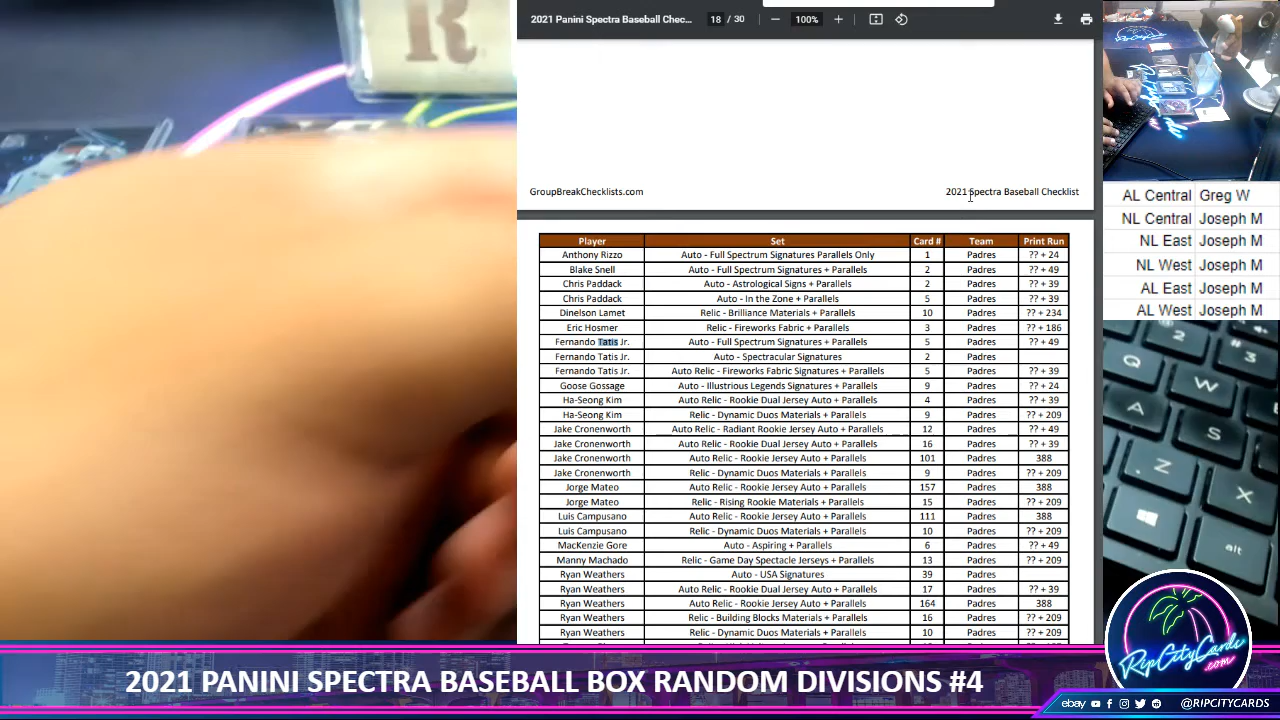 R
2021 Panini Spectra Baseball Chec... 18 / 30 — 100% +
GroupBreakChecklists.com 2021 Spectra Baseball Checklist
Player Set Card # Team Print Run
Anthony Rizzo Auto - Full Spectrum Signatures Parallels Only 1 Padres ?? + 24
Blake Snell Auto - Full Spectrum Signatures + Parallels 2 Padres ?? + 49
Chris Paddack Auto - Astrological Signs + Parallels 2 Padres ?? + 39
Chris Paddack Auto - In the Zone + Parallels 5 Padres ?? + 39
Dinelson Lamet Relic - Brilliance Materials + Parallels 10 Padres ?? + 234
Eric Hosmer Relic - Fireworks Fabric + Parallels 3 Padres ?? + 186
Fernando Tatis Jr. Auto - Full Spectrum Signatures + Parallels 5 Padres ?? + 49
Fernando Tatis Jr. Auto - Spectracular Signatures 2 Padres
Fernando Tatis Jr. Auto Relic - Fireworks Fabric Signatures + Parallels 5 Padres ?? + 39
Goose Gossage Auto - Illustrious Legends Signatures + Parallels 9 Padres ?? + 24
Ha-Seong Kim Auto Relic - Rookie Dual Jersey Auto + Parallels 4 Padres ?? + 39
Ha-Seong Kim Relic - Dynamic Duos Materials + Parallels 9 Padres ?? + 209
Jake Cronenworth Auto Relic - Radiant Rookie Jersey Auto + Parallels 12 Padres ?? + 49
Jake Cronenworth Auto Relic - Rookie Dual Jersey Auto + Parallels 16 Padres ?? + 39
Jake Cronenworth Auto Relic - Rookie Jersey Auto + Parallels 101 Padres 388
Jake Cronenworth Relic - Dynamic Duos Materials + Parallels 9 Padres ?? + 209
Jorge Mateo Auto Relic - Rookie Jersey Auto + Parallels 157 Padres 388
Jorge Mateo Relic - Rising Rookie Materials + Parallels 15 Padres ?? + 209
Luis Campusano Auto Relic - Rookie Jersey Auto + Parallels 111 Padres 388
Luis Campusano Relic - Dynamic Duos Materials + Parallels 10 Padres ?? + 209
MacKenzie Gore Auto - Aspiring + Parallels 6 Padres ?? + 49
Manny Machado Relic - Game Day Spectacle Jerseys + Parallels 13 Padres ?? + 209
Ryan Weathers Auto - USA Signatures 39 Padres
Ryan Weathers Auto Relic - Rookie Dual Jersey Auto + Parallels 17 Padres ?? + 39
Ryan Weathers Auto Relic - Rookie Jersey Auto + Parallels 164 Padres 388
Ryan Weathers Relic - Building Blocks Materials + Parallels 16 Padres ?? + 209
Ryan Weathers Relic - Dynamic Duos Materials + Parallels 10 Padres ?? + 209
AL Central Greg W
NL Central Joseph M
NL East Joseph M
NL West Joseph M
AL East Joseph M
AL West Joseph M
2
#
3
Q
W
A
S
Z
X
alt
RipCityCards
.com
2021 PANINI SPECTRA BASEBALL BOX RANDOM DIVISIONS #4
ebay @RIPCITYCARDS